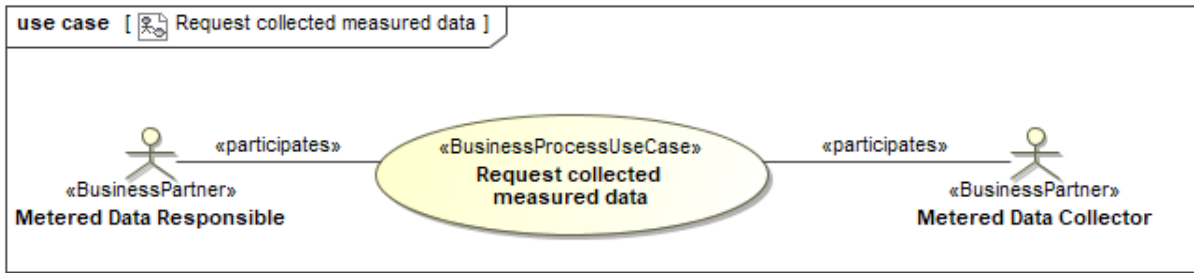 use case [ Request collected measured data ]
«participates»
«BusinessProcessUseCase»
«participates»
Request collected
measured data
«BusinessPartner»
Metered Data Responsible
«BusinessPartner»
Metered Data Collector